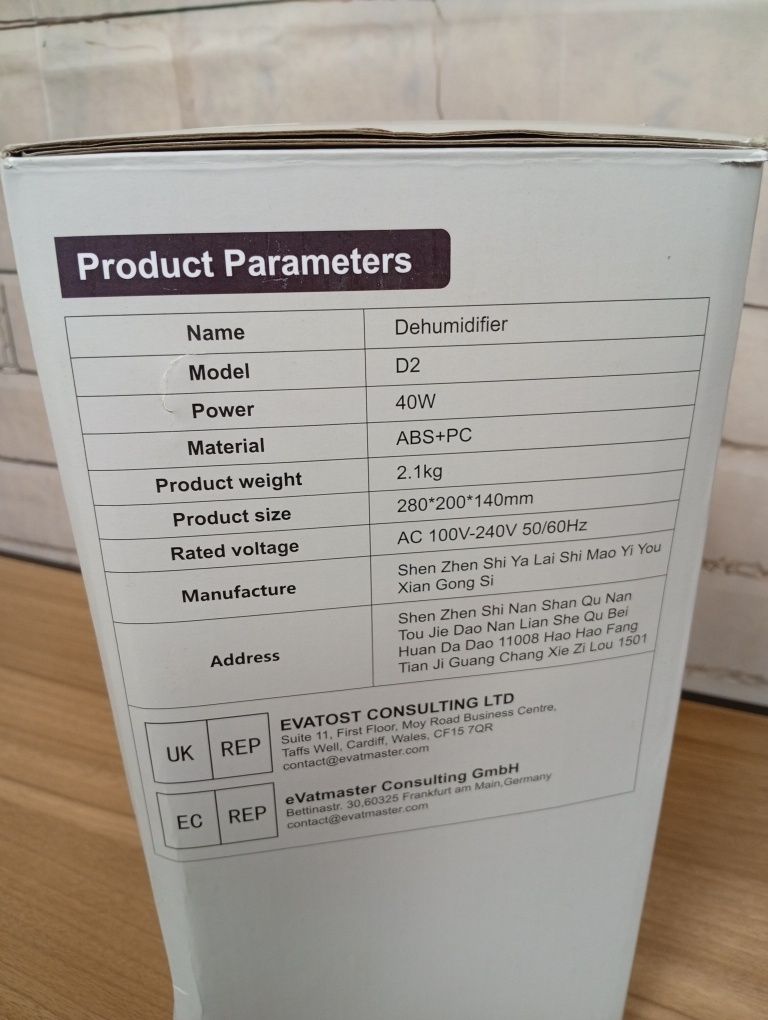 Product Parameters
Name Dehumidifier
Model D2
Power 40W
Material ABS+PC
Product weight 2.1kg
Product size 280*200*140mm
Rated voltage AC 100V-240V 50/60Hz
Manufacture Shen Zhen Shi Ya Lai Shi Mao Yi You
Xian Gong Si
Address Shen Zhen Shi Nan Shan Qu Nan
Tou Jie Dao Nan Lian She Qu Bei
Huan Da Dao 11008 Hao Hao Fang
Tian Ji Guang Chang Xie Zi Lou 1501
UK REP
EVATOST CONSULTING LTD
Suite 11, First Floor, Moy Road Business Centre,
Taffs Well, Cardiff, Wales, CF15 7QR
contact@evatmaster.com
EC REP
eVatmaster Consulting GmbH
Bettinastr. 30,60325 Frankfurt am Main,Germany
contact@evatmaster.com